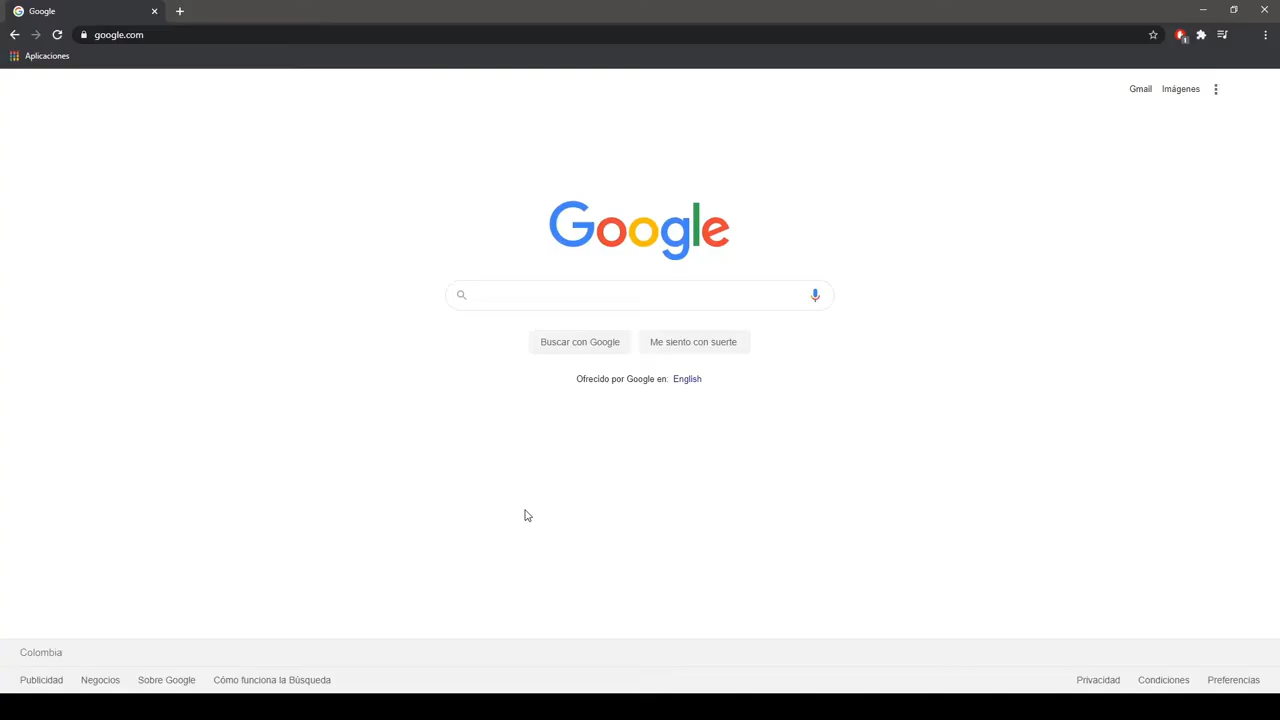 Google
google.com
Aplicaciones
Gmail Imágenes
Google
Buscar con Google Me siento con suerte
Ofrecido por Google en: English
Colombia
Publicidad Negocios Sobre Google Cómo funciona la Búsqueda Privacidad Condiciones Preferencias